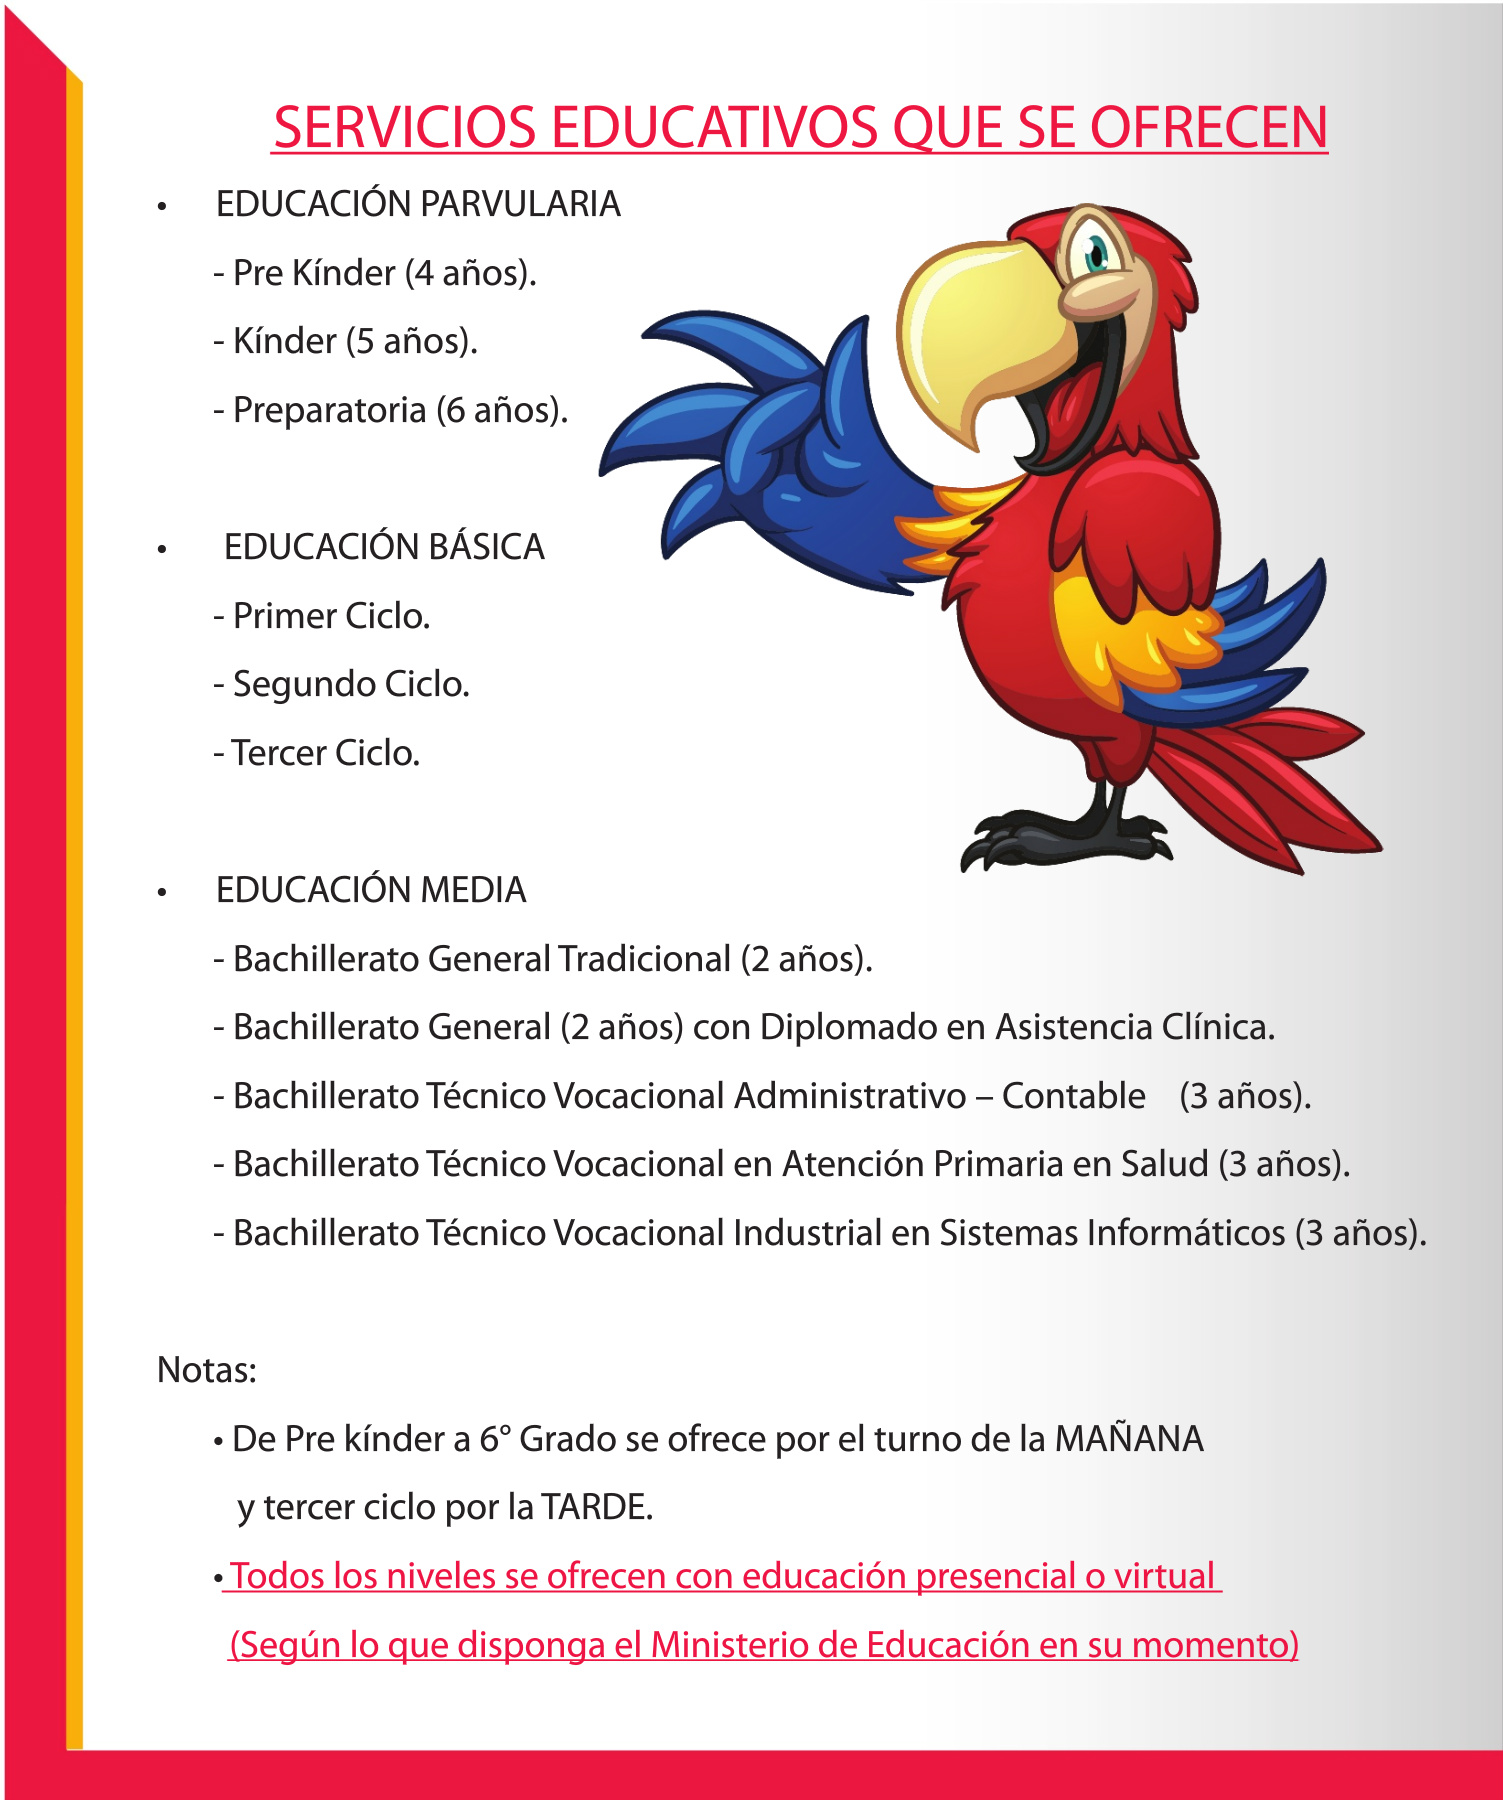 SERVICIOS EDUCATIVOS QUE SE OFRECEN
• EDUCACIÓN PARVULARIA
- Pre Kínder (4 años).
- Kínder (5 años).
- Preparatoria (6 años).
• EDUCACIÓN BÁSICA
- Primer Ciclo.
- Segundo Ciclo.
- Tercer Ciclo.
• EDUCACIÓN MEDIA
- Bachillerato General Tradicional (2 años).
- Bachillerato General (2 años) con Diplomado en Asistencia Clínica.
- Bachillerato Técnico Vocacional Administrativo – Contable (3 años).
- Bachillerato Técnico Vocacional en Atención Primaria en Salud (3 años).
- Bachillerato Técnico Vocacional Industrial en Sistemas Informáticos (3 años).
Notas:
• De Pre kínder a 6° Grado se ofrece por el turno de la MAÑANA
y tercer ciclo por la TARDE.
• Todos los niveles se ofrecen con educación presencial o virtual
(Según lo que disponga el Ministerio de Educación en su momento)